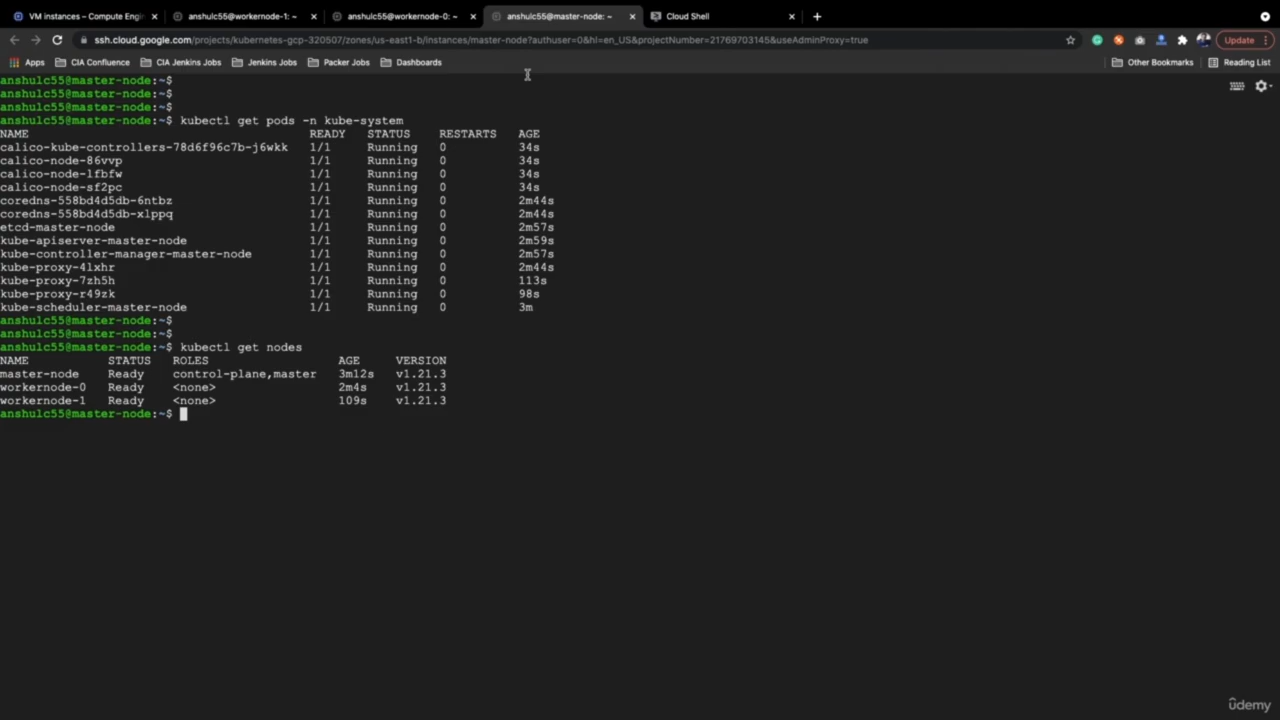 VM instances – Compute Engin
anshulc55@workernode-1: ~
anshulc55@workernode-0: ~
anshulc55@master-node: ~
Cloud Shell
ssh.cloud.google.com/projects/kubernetes-gcp-320507/zones/us-east1-b/instances/master-node?authuser=0&hl=en_US&projectNumber=21769703145&useAdminProxy=true
Update
Apps CIA Confluence CIA Jenkins Jobs Jenkins Jobs Packer Jobs Dashboards Other Bookmarks Reading List
anshulc55@master-node:~$
anshulc55@master-node:~$
anshulc55@master-node:~$
anshulc55@master-node:~$ kubectl get pods -n kube-system
NAME READY STATUS RESTARTS AGE
calico-kube-controllers-78d6f96c7b-j6wkk 1/1 Running 0 34s
calico-node-86vvp 1/1 Running 0 34s
calico-node-lfbfw 1/1 Running 0 34s
calico-node-sf2pc 1/1 Running 0 34s
coredns-558bd4d5db-6ntbz 1/1 Running 0 2m44s
coredns-558bd4d5db-xlppq 1/1 Running 0 2m44s
etcd-master-node 1/1 Running 0 2m57s
kube-apiserver-master-node 1/1 Running 0 2m59s
kube-controller-manager-master-node 1/1 Running 0 2m57s
kube-proxy-4lxhr 1/1 Running 0 2m44s
kube-proxy-7zh5h 1/1 Running 0 113s
kube-proxy-r49zk 1/1 Running 0 98s
kube-scheduler-master-node 1/1 Running 0 3m
anshulc55@master-node:~$
anshulc55@master-node:~$
anshulc55@master-node:~$ kubectl get nodes
NAME STATUS ROLES AGE VERSION
master-node Ready control-plane,master 3m12s v1.21.3
workernode-0 Ready <none> 2m4s v1.21.3
workernode-1 Ready <none> 109s v1.21.3
anshulc55@master-node:~$
ûdemy